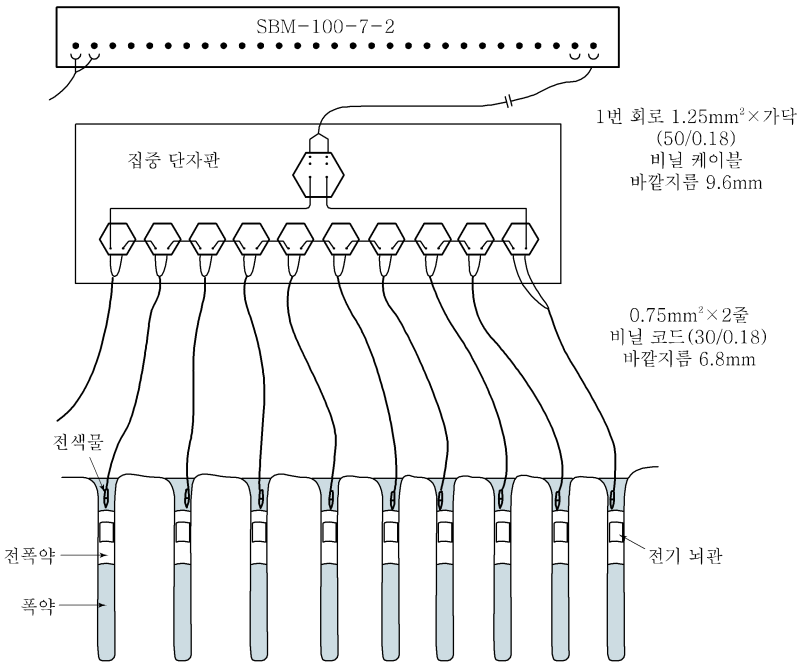 SBM-100-7-2
1번 회로 1.25mm²×가닥
(50/0.18)
비닐 케이블
바깥지름 9.6mm
집중 단자판
0.75mm²×2줄
비닐 코드(30/0.18)
바깥지름 6.8mm
전색물
전폭약
전기 뇌관
폭약